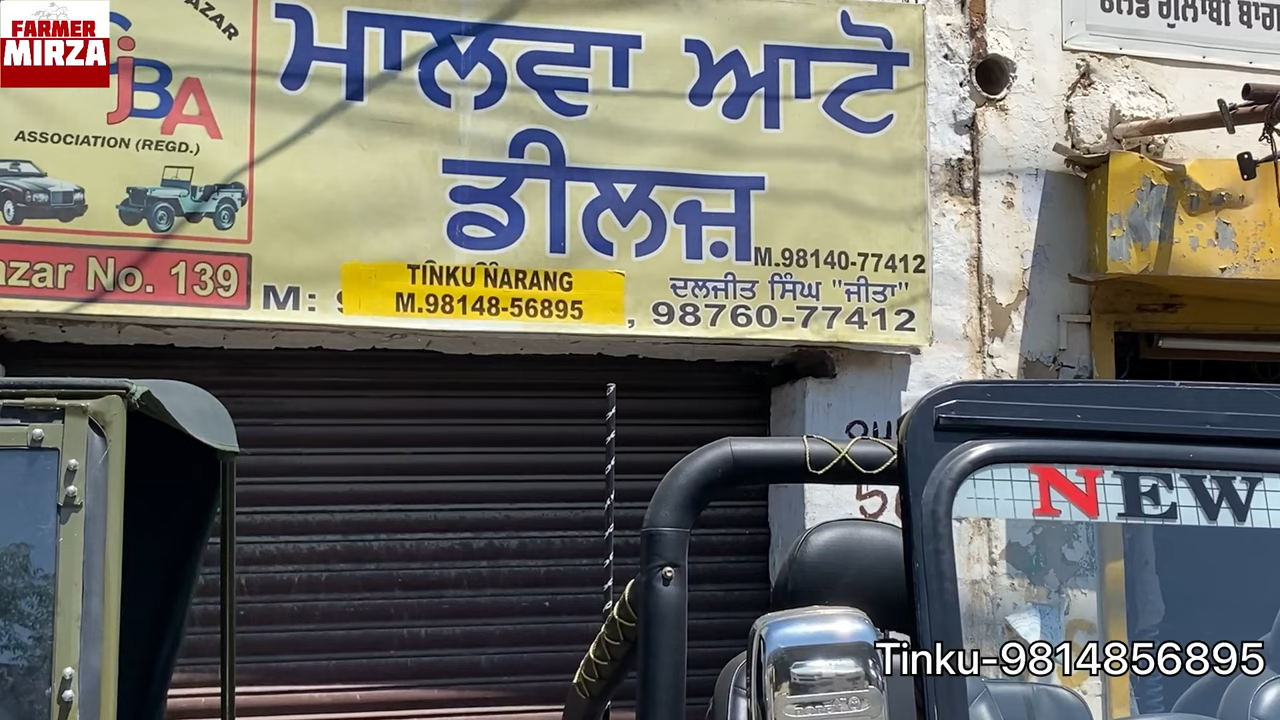 FARMER
MIRZA
AZAR
JBA
ASSOCIATION (REGD.)
azar No. 139
ਮਾਲਵਾ ਆਟੋ
ਡੀਲਜ਼
M.98140-77412
TINKU NARANG
M.98148-56895
ਦਲਜੀਤ ਸਿੰਘ "ਜੀਤਾ"
M:
, 98760-77412
ਗੁਲਾਬੀ ਬਾਗ
NEW
Tinku-9814856895